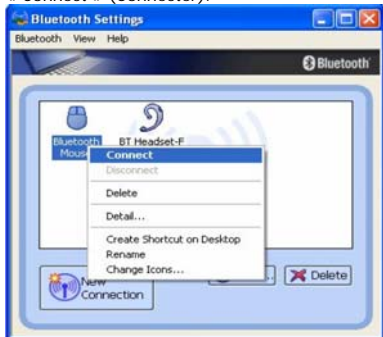 « Connect » (Connecter).
Bluetooth Settings
Bluetooth View Help
Bluetooth
Bluetooth
Mouse
BT Headset-F
Connect
Disconnect
Delete
Detail...
Create Shortcut on Desktop
Rename
Change Icons...
New
Connection
Delete